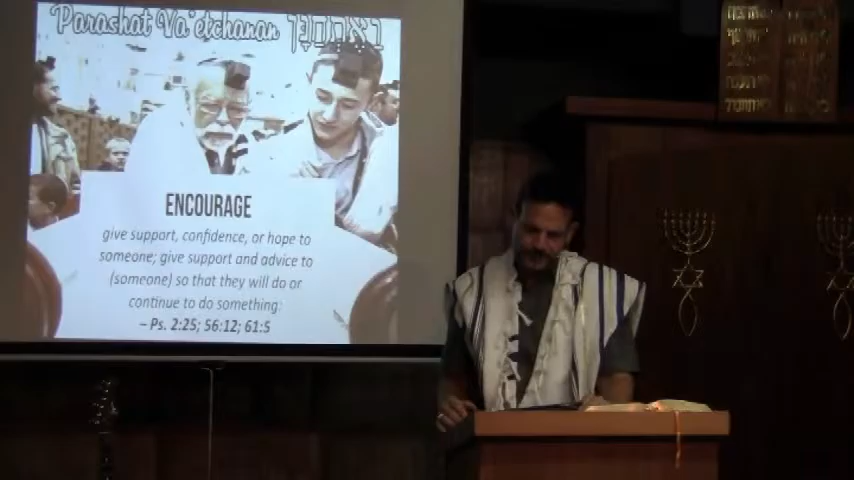 Parashat Va'etchanan ואתחנן
ENCOURAGE
give support, confidence, or hope to
someone; give support and advice to
(someone) so that they will do or
continue to do something:
– Ps. 2:25; 56:12; 61:5